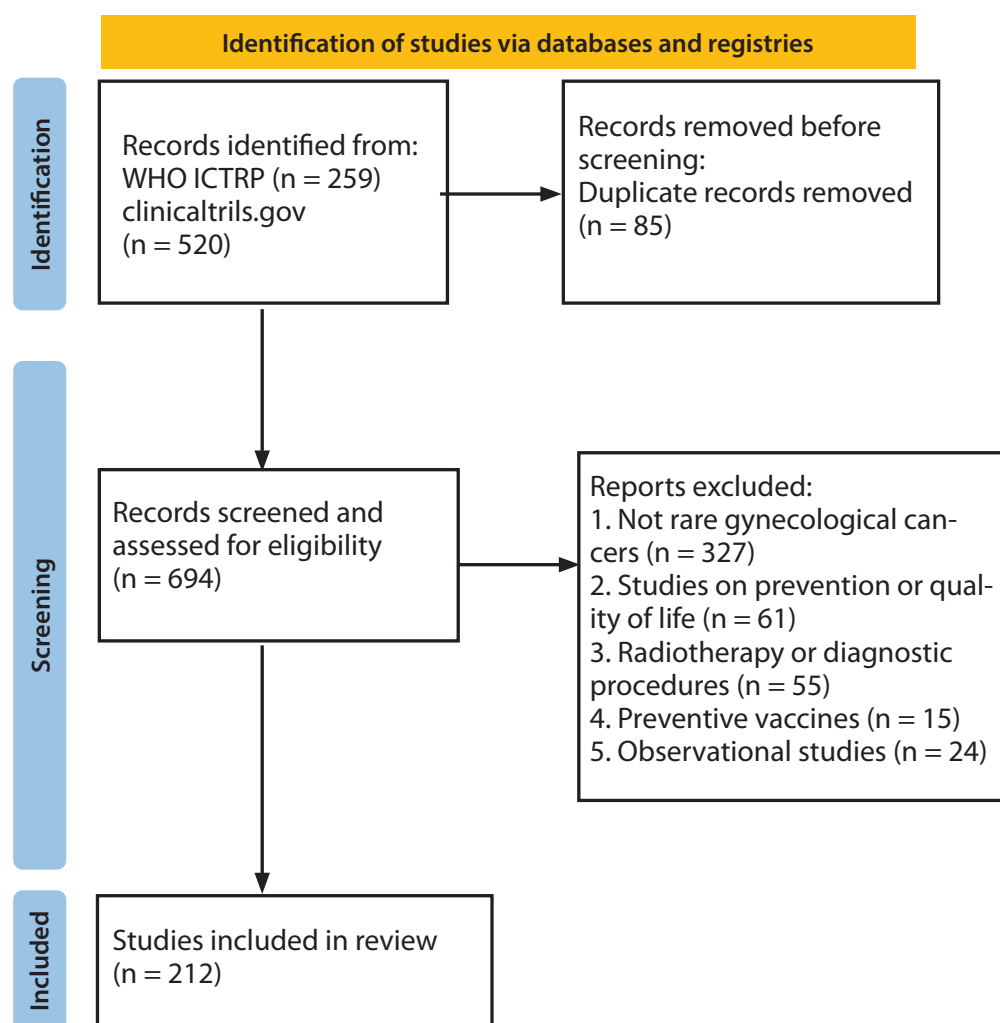 Identification of studies via databases and registries
Identification
Records identified from:
WHO ICTRP (n = 259)
clinicaltrils.gov
(n = 520)
Records removed before
screening:
Duplicate records removed
(n = 85)
Screening
Records screened and
assessed for eligibility
(n = 694)
Reports excluded:
1. Not rare gynecological can-
cers (n = 327)
2. Studies on prevention or qual-
ity of life (n = 61)
3. Radiotherapy or diagnostic
procedures (n = 55)
4. Preventive vaccines (n = 15)
5. Observational studies (n = 24)
Included
Studies included in review
(n = 212)